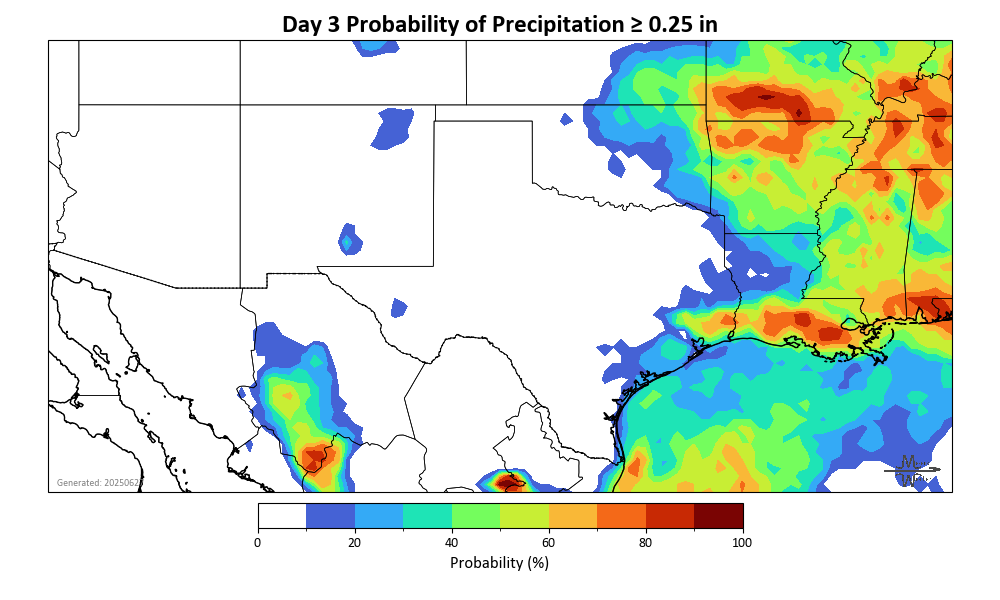 Day 3 Probability of Precipitation ≥ 0.25 in
Generated: 2025062
0 20 40 60 80 100
Probability (%)